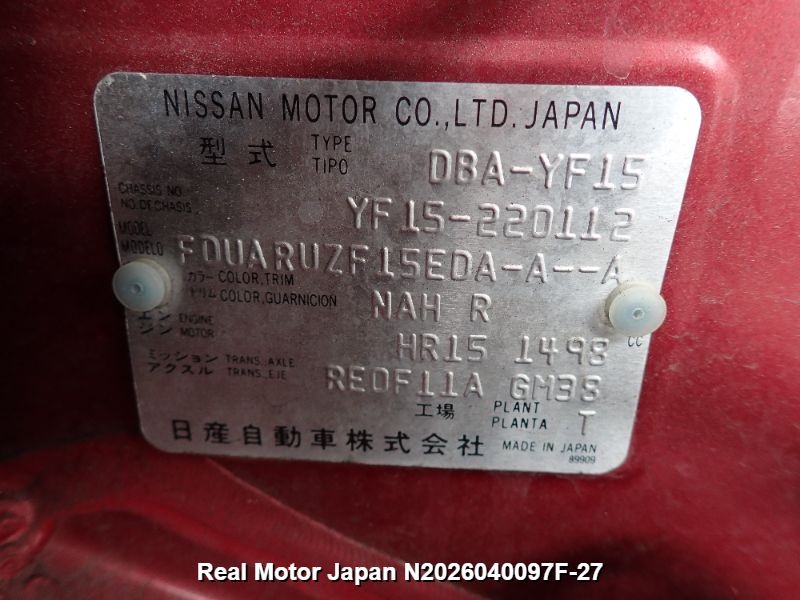 NISSAN MOTOR CO.,LTD. JAPAN
型式 TYPE TIPO DBA-YF15
CHASSIS NO. NO. DE CHASIS YF15-220112
MODEL MODELO FDUARUZF15EDA-A--A
カラー COLOR,TRIM
トリム COLOR,GUARNICION NAH R
エン ENGINE
ジン MOTOR HR15 1498 CC
ミッション TRANS.,AXLE
アクスル TRANS.,EJE RE0F11A GM38
工場 PLANT PLANTA T
日産自動車株式会社 MADE IN JAPAN
89909
Real Motor Japan N2026040097F-27